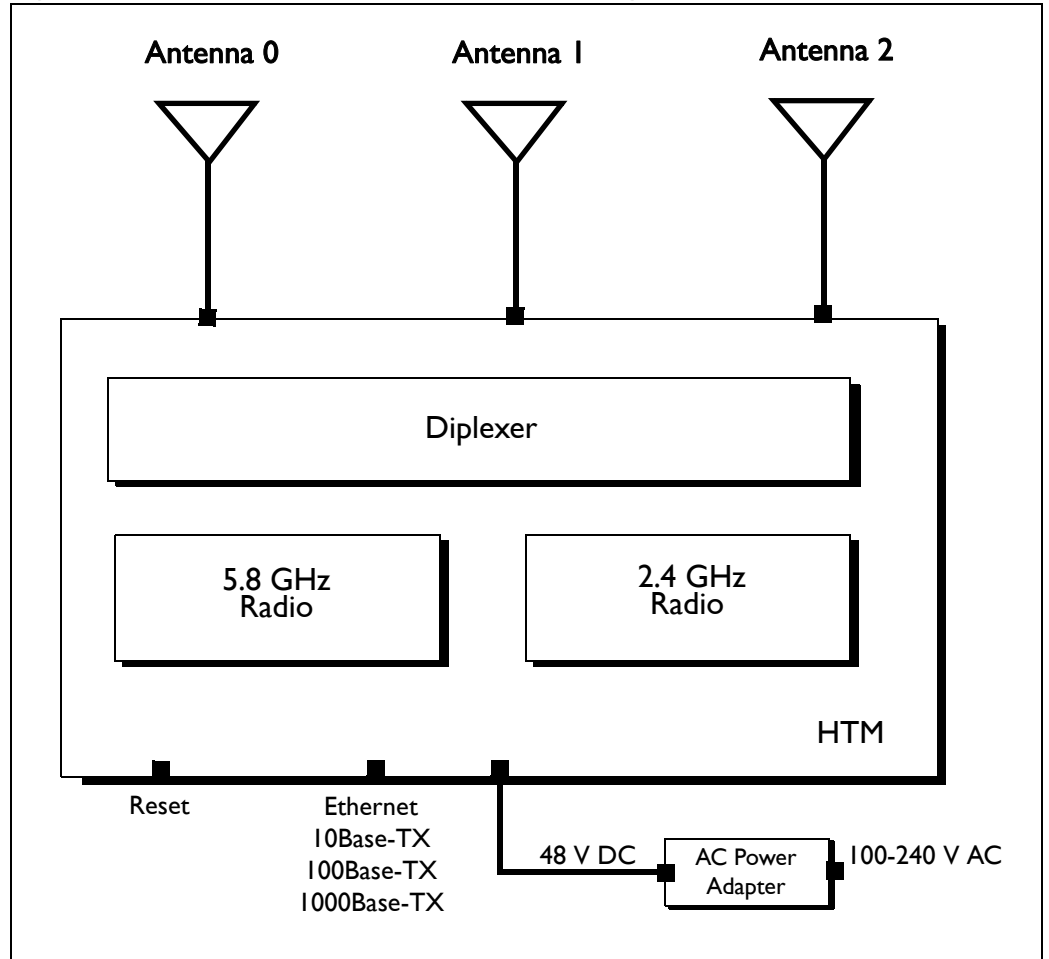 Antenna 0
Antenna 1
Antenna 2
Diplexer
5.8 GHz
Radio
2.4 GHz
Radio
HTM
Reset
Ethernet
10Base-TX
100Base-TX
1000Base-TX
48 V DC
AC Power
Adapter
100-240 V AC